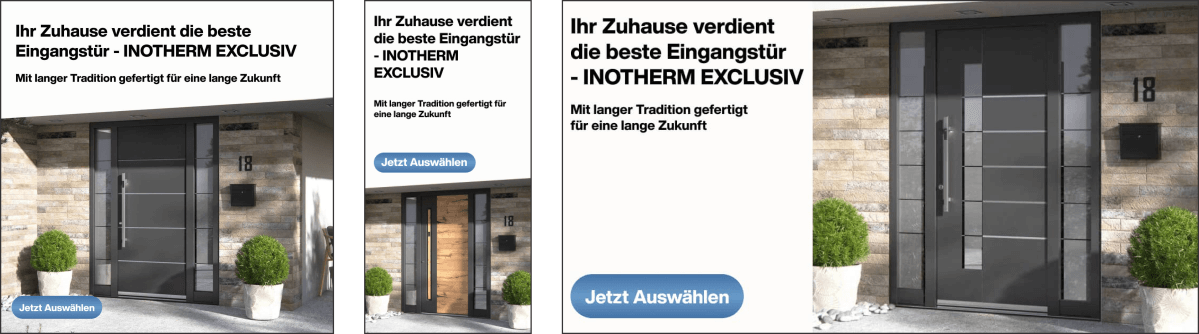 Ihr Zuhause verdient die beste
Eingangstür - INOTHERM EXCLUSIV
Mit langer Tradition gefertigt für eine lange Zukunft
18
Jetzt Auswählen
Ihr Zuhause verdient
die beste Eingangstür
- INOTHERM
EXCLUSIV
Mit langer Tradition gefertigt für
eine lange Zukunft
Jetzt Auswählen
18
Ihr Zuhause verdient
die beste Eingangstür
- INOTHERM EXCLUSIV
Mit langer Tradition gefertigt
für eine lange Zukunft
18
Jetzt Auswählen